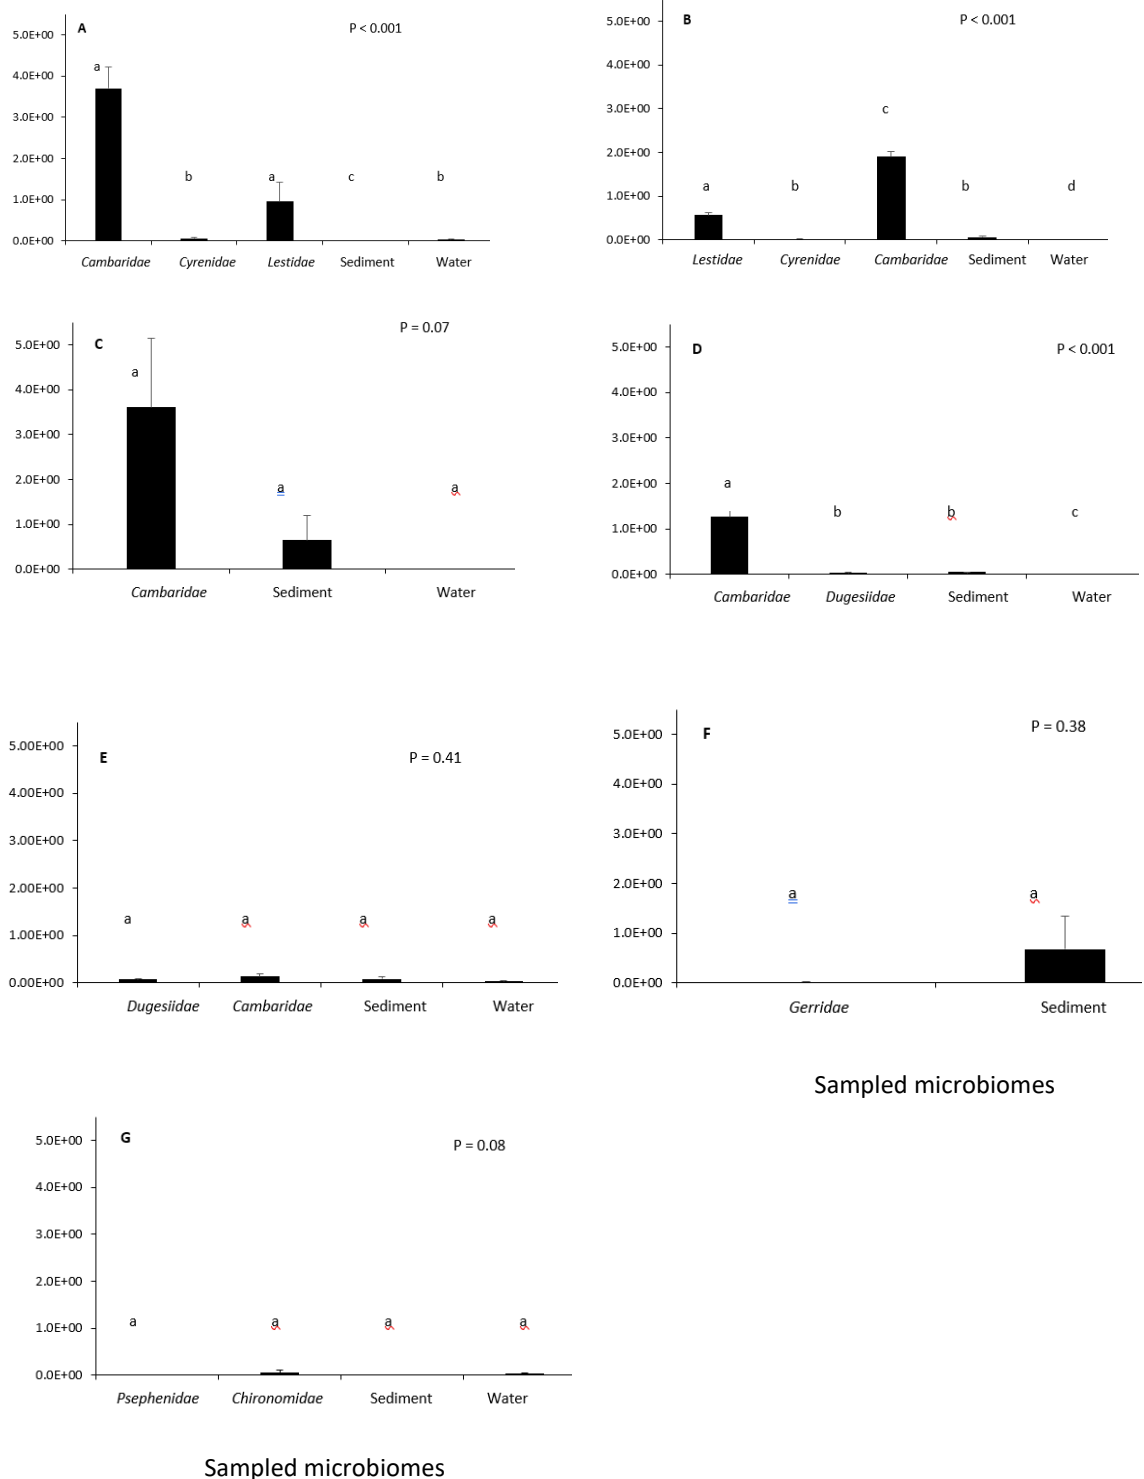 A
P < 0.001
5.0E+00
4.0E+00
3.0E+00
2.0E+00
1.0E+00
0.0E+00
a
b
a
c
b
Cambaridae Cyrenidae Lestidae Sediment Water
B
P < 0.001
5.0E+00
4.0E+00
3.0E+00
2.0E+00
1.0E+00
0.0E+00
a
b
c
b
d
Lestidae Cyrenidae Cambaridae Sediment Water
C
P = 0.07
5.0E+00
4.0E+00
3.0E+00
2.0E+00
1.0E+00
0.0E+00
a
a
a
Cambaridae Sediment Water
D
P < 0.001
5.0E+00
4.0E+00
3.0E+00
2.0E+00
1.0E+00
0.0E+00
a
b
b
c
Cambaridae Dugesiidae Sediment Water
E
P = 0.41
5.00E+00
4.00E+00
3.00E+00
2.00E+00
1.00E+00
0.00E+00
a
a
a
a
Dugesiidae Cambaridae Sediment Water
F
P = 0.38
5.0E+00
4.0E+00
3.0E+00
2.0E+00
1.0E+00
0.0E+00
a
a
Gerridae Sediment
Sampled microbiomes
G
P = 0.08
5.0E+00
4.0E+00
3.0E+00
2.0E+00
1.0E+00
0.0E+00
a
a
a
a
Psephenidae Chironomidae Sediment Water
Sampled microbiomes